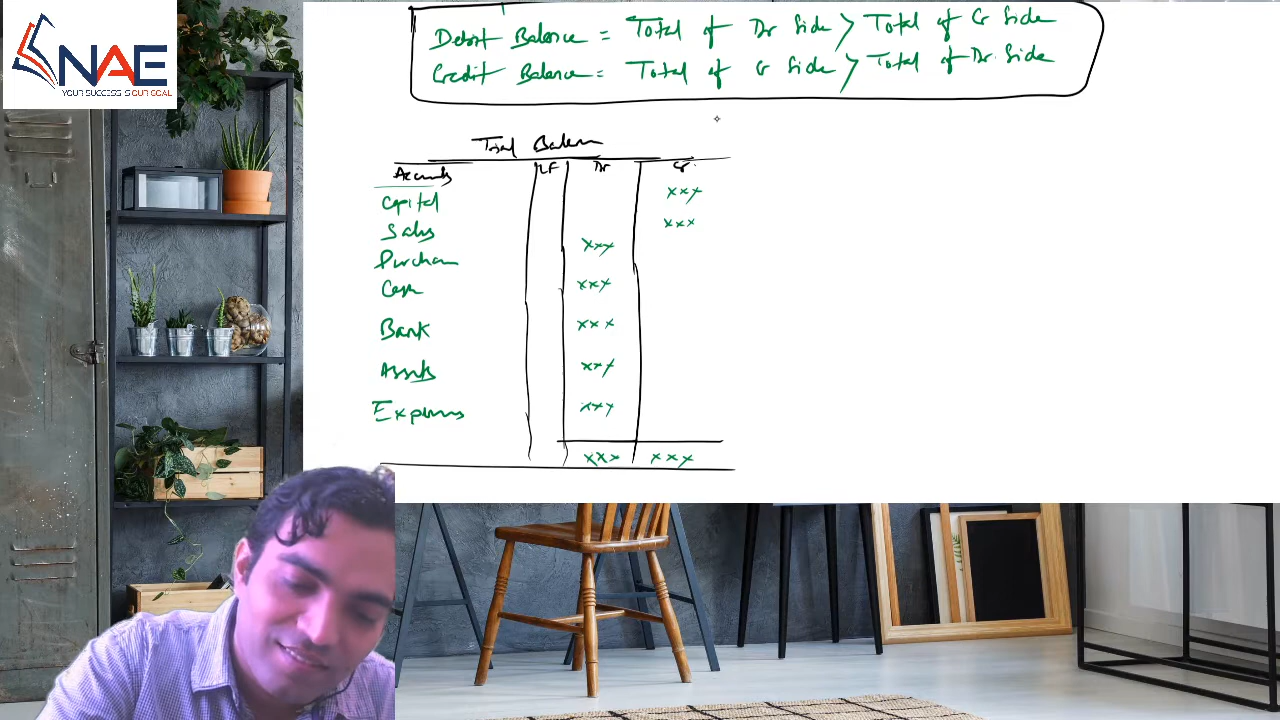 NAE
YOUR SUCCESS IS OUR GOAL
Debit Balance = Total of Dr Side > Total of Cr Side
Credit Balance = Total of Cr Side > Total of Dr. Side
Trial Balance
Accounts LF Dr Cr.
Capital xxx
Sales xxx
Purchase xxx
Cash xxx
Bank xxx
Assets xxx
Expenses xxx
xxx xxx